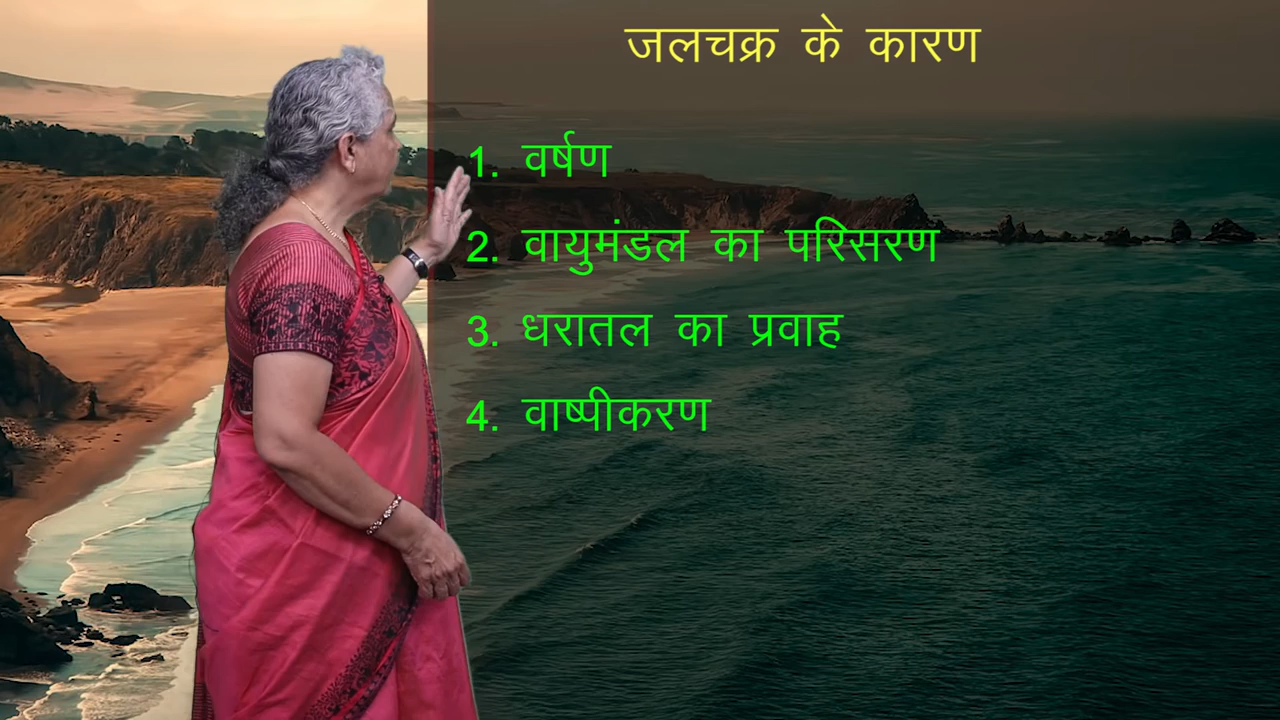 जलचक्र के कारण
1. वर्षण
2. वायुमंडल का परिसरण
3. धरातल का प्रवाह
4. वाष्पीकरण